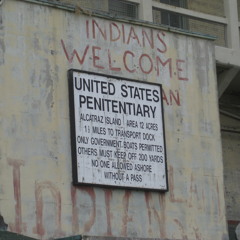 INDIANS
WELCOME
UNITED STATES
PENITENTIARY
ALCATRAZ ISLAND AREA 12 ACRES
1½ MILES TO TRANSPORT DOCK
ONLY GOVERNMENT BOATS PERMITTED
OTHERS MUST KEEP OFF 200 YARDS
NO ONE ALLOWED ASHORE
WITHOUT A PASS